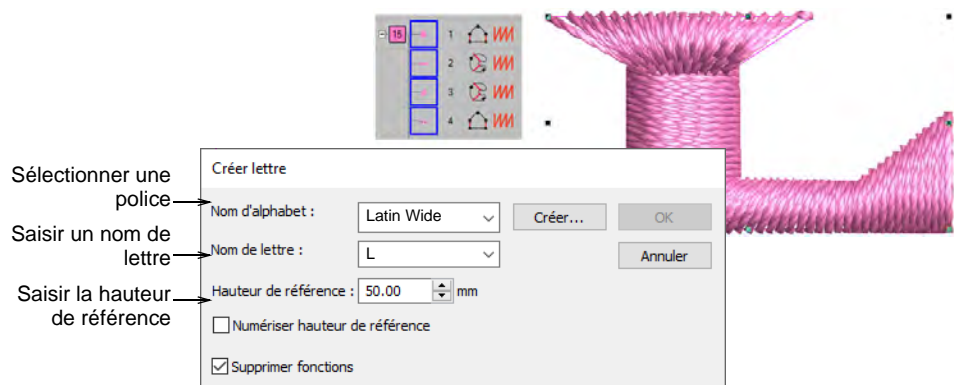 15
1
2
3
4
Sélectionner une
police
Saisir un nom de
lettre
Saisir la hauteur
de référence
Créer lettre
Nom d'alphabet : Latin Wide Créer... OK
Nom de lettre : L Annuler
Hauteur de référence : 50.00 mm
Numériser hauteur de référence
Supprimer fonctions